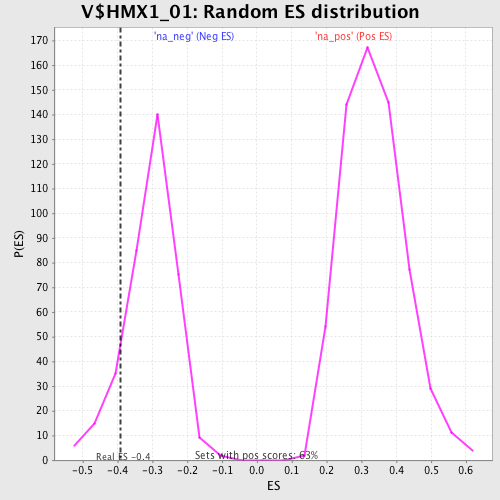 V$HMX1_01: Random ES distribution
'na_neg' (Neg ES)
'na_pos' (Pos ES)
170
160
150
140
130
120
110
100
90
80
70
60
50
40
30
20
10
0
P(ES)
Real ES -0.4
Sets with pos scores: 63%
-0.5 -0.4 -0.3 -0.2 -0.1 0.0 0.1 0.2 0.3 0.4 0.5 0.6
ES